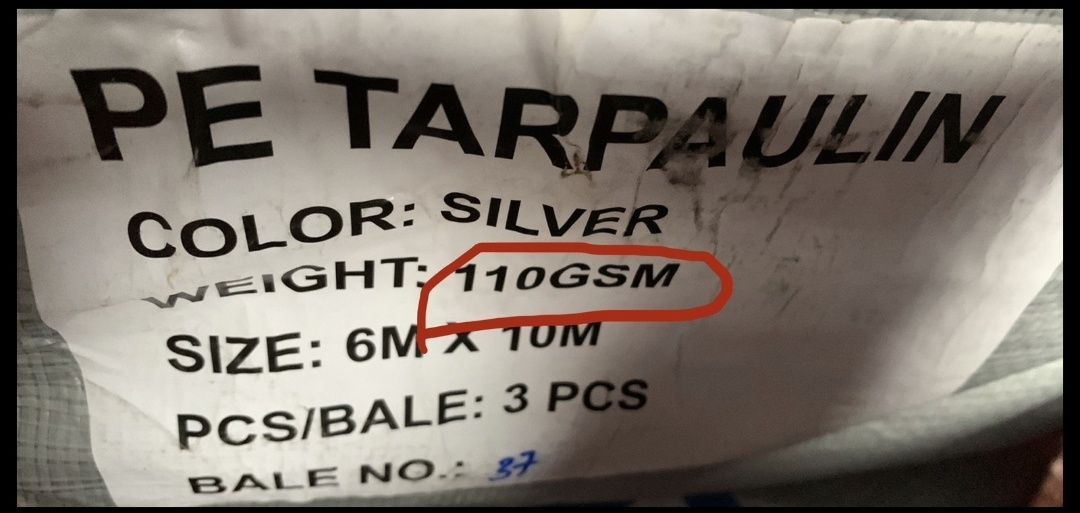 PE TARPAULIN
COLOR: SILVER
WEIGHT: 110GSM
SIZE: 6M X 10M
PCS/BALE: 3 PCS
BALE NO.: 37